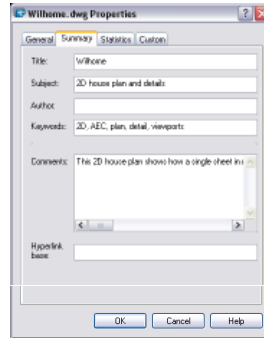 Wilhome.dwg Properties
General Summary Statistics Custom
Title: Wilhome
Subject: 2D house plan and details
Author:
Keywords: 2D, AEC, plan, detail, viewports
Comments: This 2D house plan shows how a single sheet in
Hyperlink
base:
OK Cancel Help